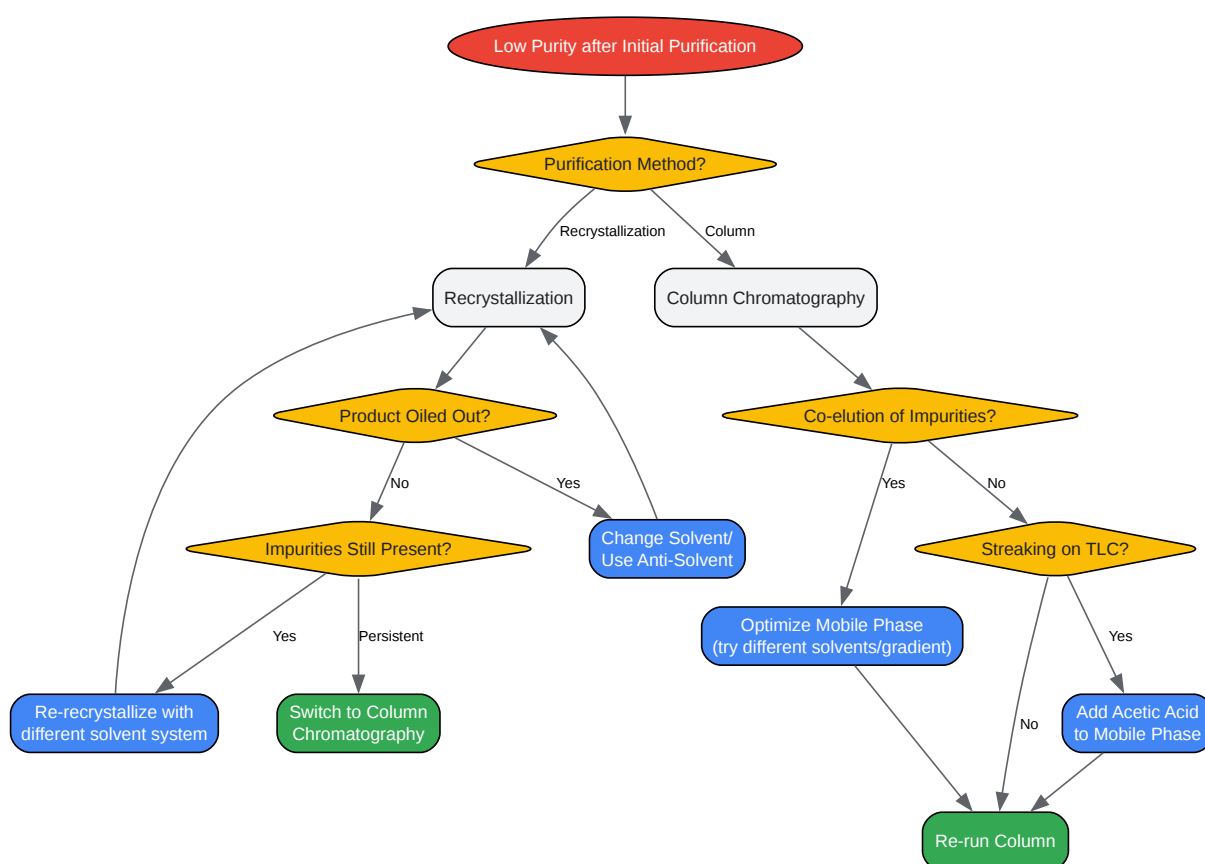 Low Purity after Initial Purification
Purification Method?
Recrystallization
Column
Recrystallization
Column Chromatography
Product Oiled Out?
Co-elution of Impurities?
No
Yes
Yes
No
Impurities Still Present?
Change Solvent/
Use Anti-Solvent
Streaking on TLC?
Yes
Persistent
Optimize Mobile Phase
(try different solvents/gradient)
Yes
No
Re-recrystallize with
different solvent system
Switch to Column
Chromatography
Add Acetic Acid
to Mobile Phase
Re-run Column